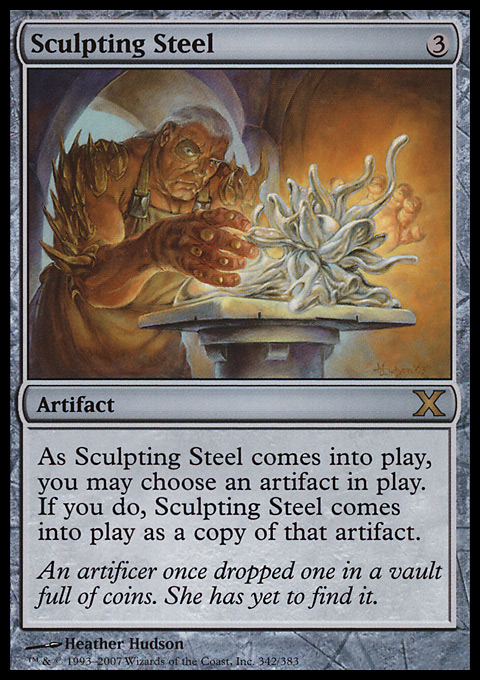 Sculpting Steel 3
Artifact X
As Sculpting Steel comes into play,
you may choose an artifact in play.
If you do, Sculpting Steel comes
into play as a copy of that artifact.
An artificer once dropped one in a vault
full of coins. She has yet to find it.
Heather Hudson
™ & © 1993–2007 Wizards of the Coast, Inc. 342/383